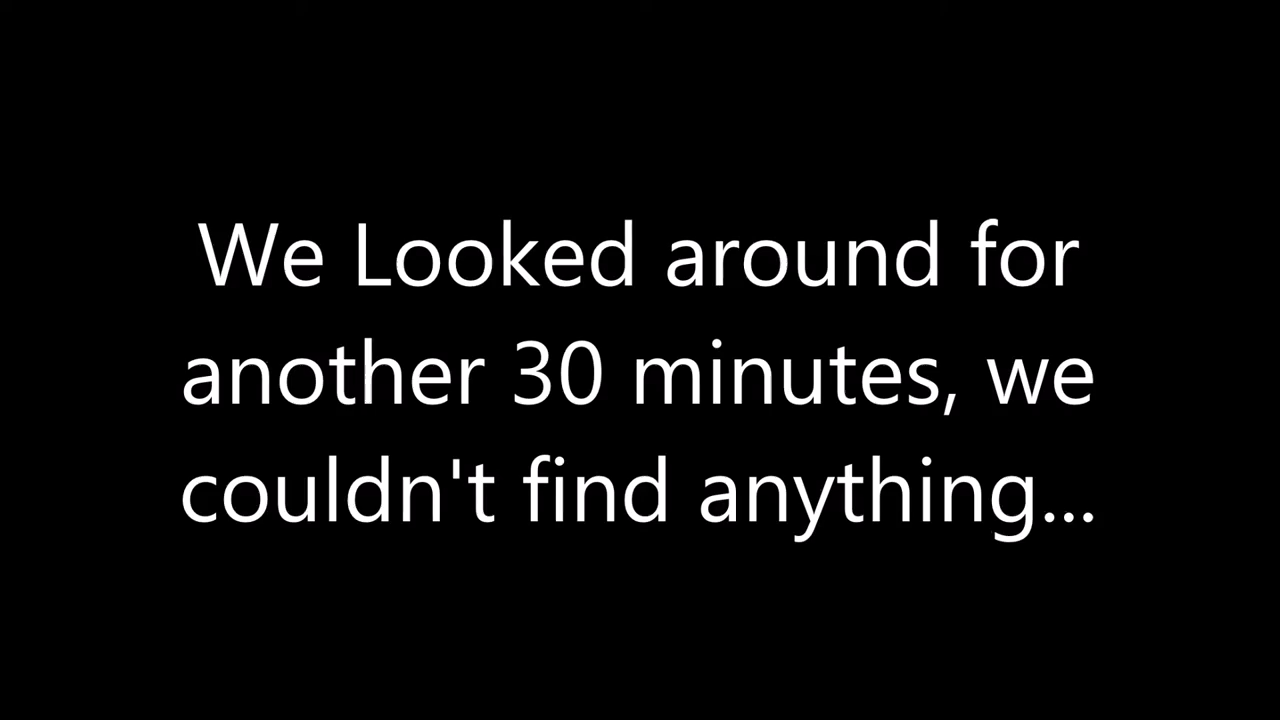 We Looked around for
another 30 minutes, we
couldn't find anything...